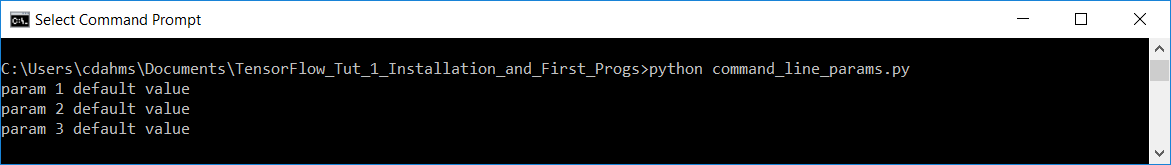 Select Command Prompt
C:\Users\cdahms\Documents\TensorFlow_Tut_1_Installation_and_First_Progs>python command_line_params.py
param 1 default value
param 2 default value
param 3 default value